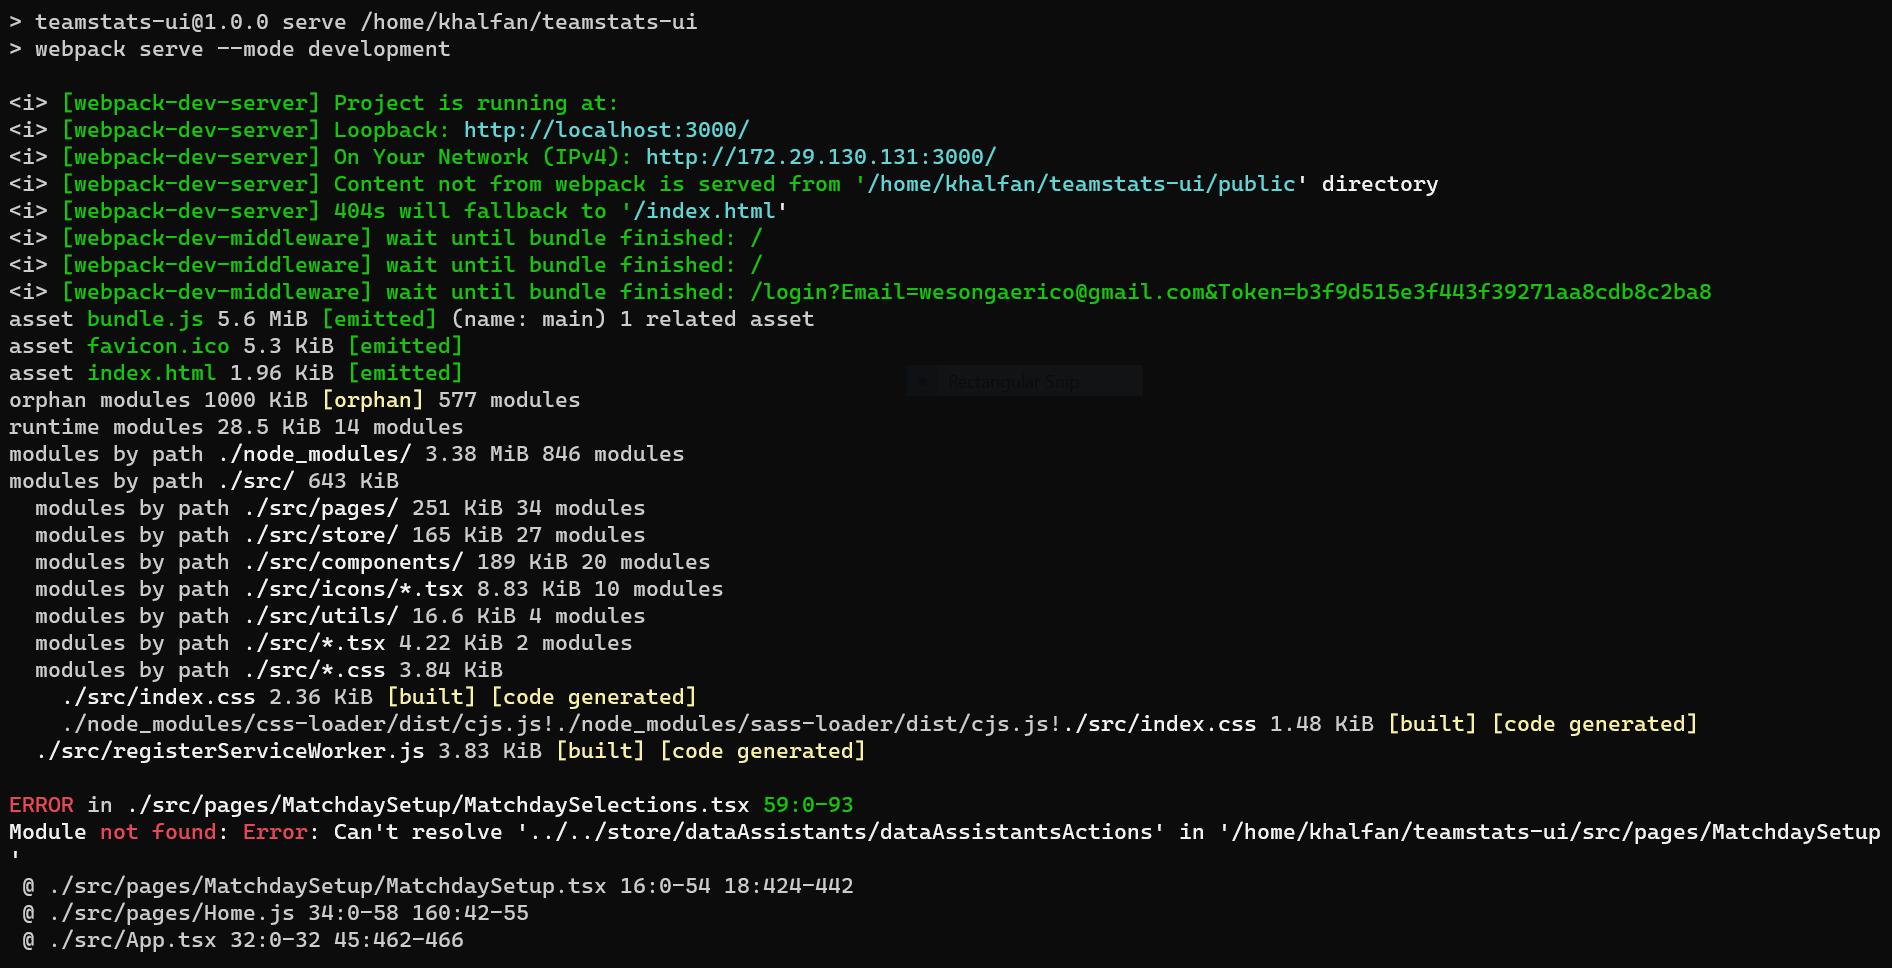 > teamstats-ui@1.0.0 serve /home/khalfan/teamstats-ui
> webpack serve --mode development
<i> [webpack-dev-server] Project is running at:
<i> [webpack-dev-server] Loopback: http://localhost:3000/
<i> [webpack-dev-server] On Your Network (IPv4): http://172.29.130.131:3000/
<i> [webpack-dev-server] Content not from webpack is served from '/home/khalfan/teamstats-ui/public' directory
<i> [webpack-dev-server] 404s will fallback to '/index.html'
<i> [webpack-dev-middleware] wait until bundle finished: /
<i> [webpack-dev-middleware] wait until bundle finished: /
<i> [webpack-dev-middleware] wait until bundle finished: /login?Email=wesongaerico@gmail.com&Token=b3f9d515e3f443f39271aa8cdb8c2ba8
asset bundle.js 5.6 MiB [emitted] (name: main) 1 related asset
asset favicon.ico 5.3 KiB [emitted]
asset index.html 1.96 KiB [emitted]
Rectangular Snip
orphan modules 1000 KiB [orphan] 577 modules
runtime modules 28.5 KiB 14 modules
modules by path ./node_modules/ 3.38 MiB 846 modules
modules by path ./src/ 643 KiB
  modules by path ./src/pages/ 251 KiB 34 modules
  modules by path ./src/store/ 165 KiB 27 modules
  modules by path ./src/components/ 189 KiB 20 modules
  modules by path ./src/icons/*.tsx 8.83 KiB 10 modules
  modules by path ./src/utils/ 16.6 KiB 4 modules
  modules by path ./src/*.tsx 4.22 KiB 2 modules
  modules by path ./src/*.css 3.84 KiB
    ./src/index.css 2.36 KiB [built] [code generated]
    ./node_modules/css-loader/dist/cjs.js!./node_modules/sass-loader/dist/cjs.js!./src/index.css 1.48 KiB [built] [code generated]
  ./src/registerServiceWorker.js 3.83 KiB [built] [code generated]
ERROR in ./src/pages/MatchdaySetup/MatchdaySelections.tsx 59:0-93
Module not found: Error: Can't resolve '../../store/dataAssistants/dataAssistantsActions' in '/home/khalfan/teamstats-ui/src/pages/MatchdaySetup
'
 @ ./src/pages/MatchdaySetup/MatchdaySetup.tsx 16:0-54 18:424-442
 @ ./src/pages/Home.js 34:0-58 160:42-55
 @ ./src/App.tsx 32:0-32 45:462-466